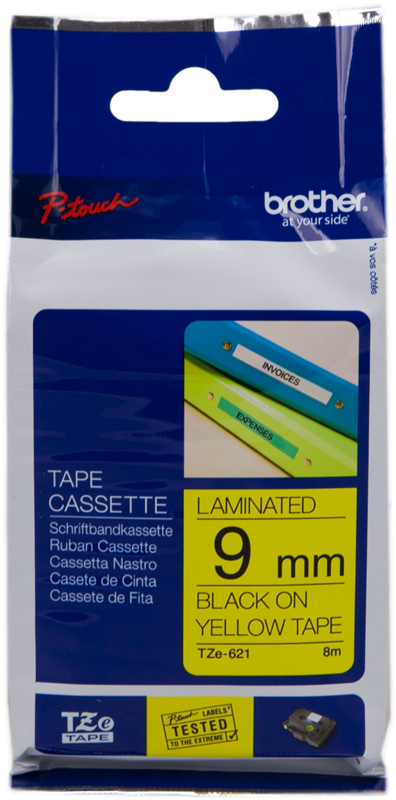 P-touch
brother
at your side
*à vos côtés
INVOICES
EXPENSES
TAPE
CASSETTE
Schriftbandkassette
Ruban Cassette
Cassetta Nastro
Casete de Cinta
Cassete de Fita
LAMINATED
9 mm
BLACK ON
YELLOW TAPE
TZe-621 8m
TZe
TAPE
P-touch LABELS*
TESTED
TO THE EXTREME ✓